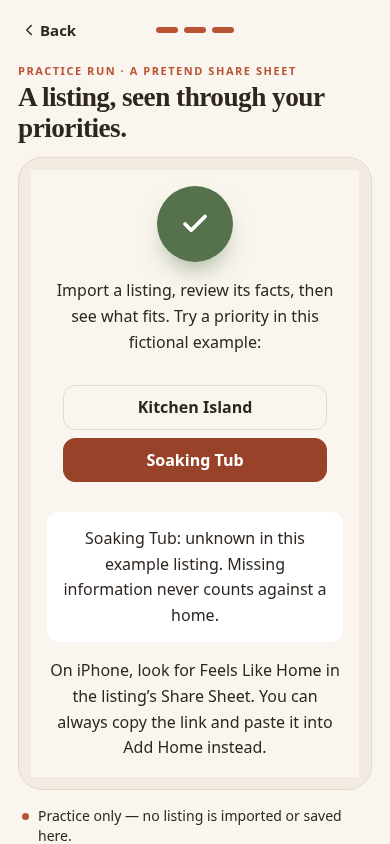 Back
PRACTICE RUN · A PRETEND SHARE SHEET
A listing, seen through your
priorities.
Import a listing, review its facts, then
see what fits. Try a priority in this
fictional example:
Kitchen Island
Soaking Tub
Soaking Tub: unknown in this
example listing. Missing
information never counts against a
home.
On iPhone, look for Feels Like Home in
the listing’s Share Sheet. You can
always copy the link and paste it into
Add Home instead.
Practice only — no listing is imported or saved
here.